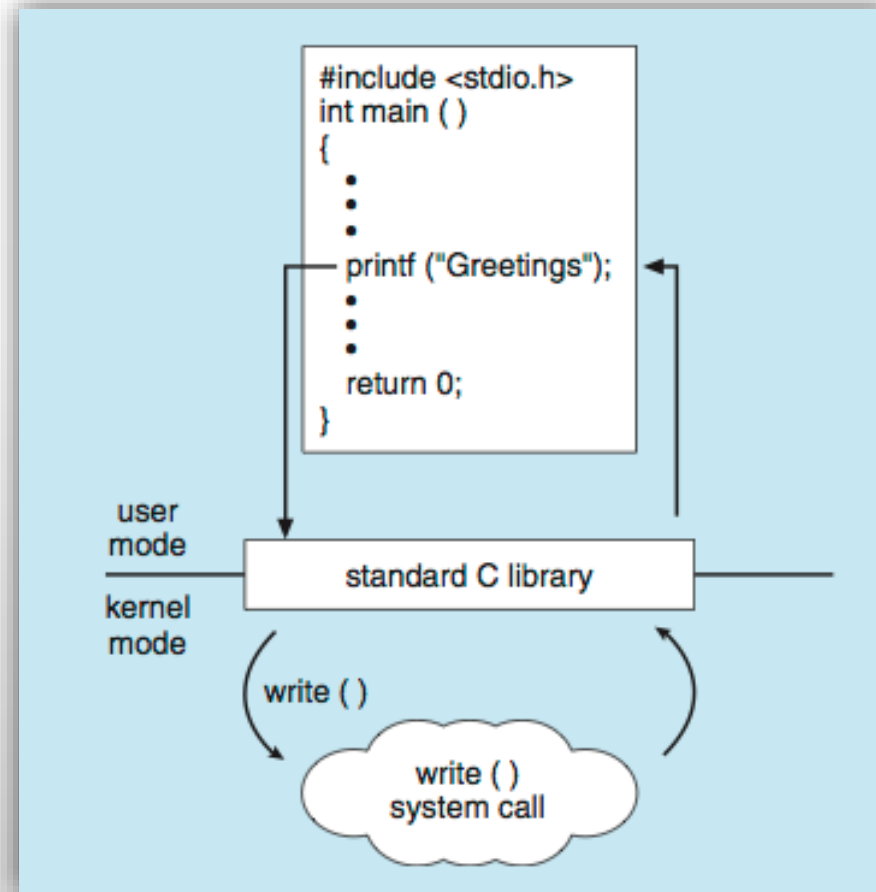 #include <stdio.h>
int main ( )
{
•
•
•
printf ("Greetings");
•
•
•
return 0;
}
user
mode
standard C library
kernel
mode
write ( )
write ( )
system call